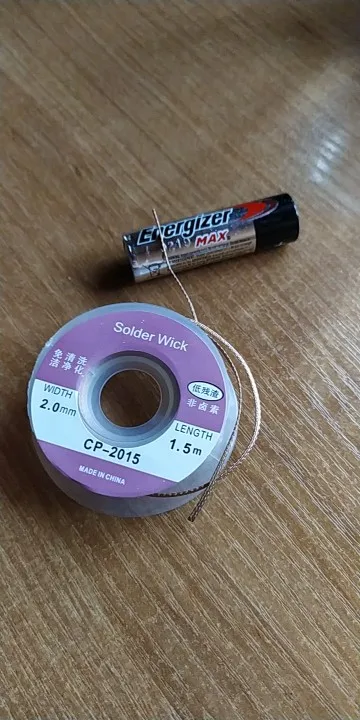 Energizer
MAX
Solder Wick
免清洗
洁净化
低残渣
非卤素
WIDTH
2.0mm
LENGTH
1.5m
CP-2015
MADE IN CHINA